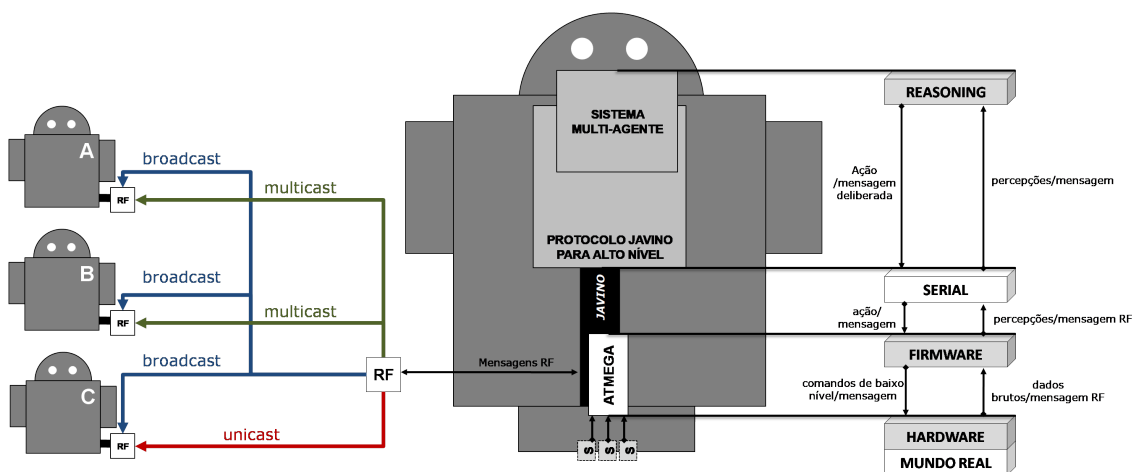 A
RF
broadcast
multicast
B
RF
broadcast
multicast
C
RF
broadcast
unicast
RF
Mensagens RF
SISTEMA
MULTI-AGENTE
PROTOCOLO JAVINO
PARA ALTO NÍVEL
JAVINO
ATMEGA
S
S
S
REASONING
Ação
/mensagem
deliberada
percepções/mensagem
SERIAL
ação/
mensagem
percepções/mensagem RF
FIRMWARE
comandos de baixo
nível/mensagem
dados
brutos/mensagem RF
HARDWARE
MUNDO REAL